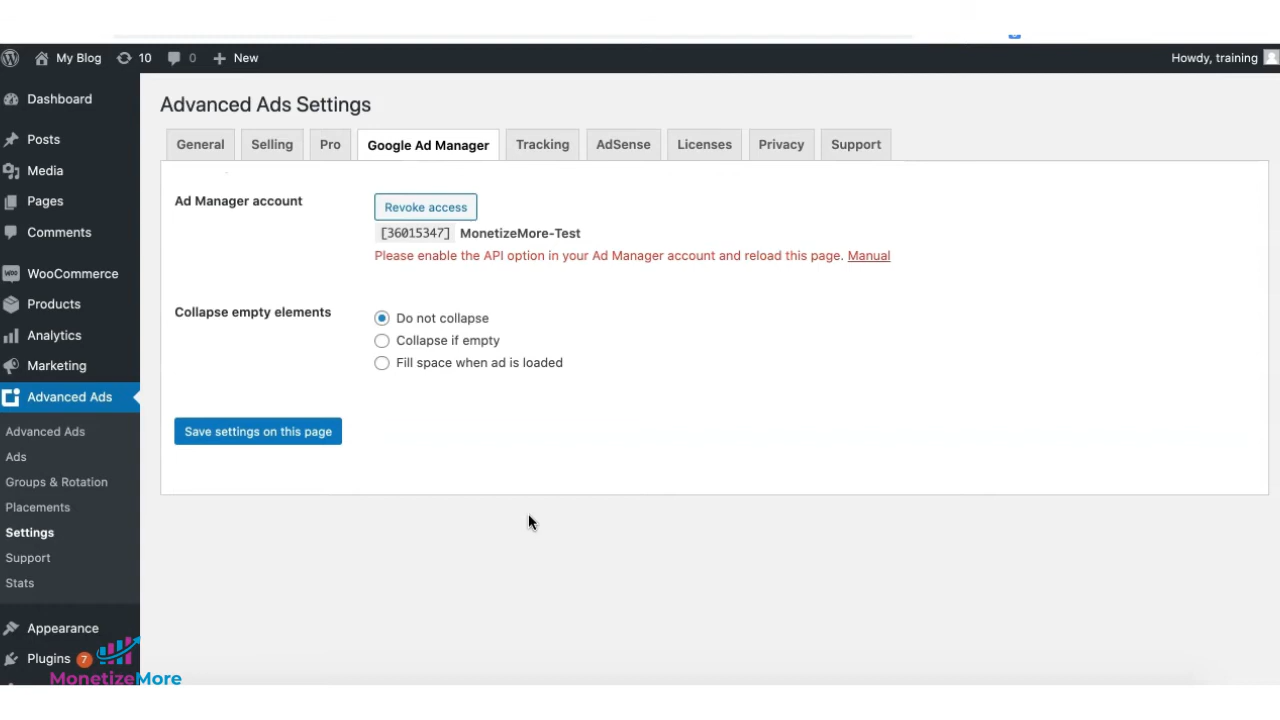 My Blog
10
0
New
Howdy, training
Dashboard
Posts
Media
Pages
Comments
WooCommerce
Products
Analytics
Marketing
Advanced Ads
Advanced Ads
Ads
Groups & Rotation
Placements
Settings
Support
Stats
Appearance
Plugins 7
MonetizeMore
Advanced Ads Settings
General
Selling
Pro
Google Ad Manager
Tracking
AdSense
Licenses
Privacy
Support
Ad Manager account
Revoke access
[36015347] MonetizeMore-Test
Please enable the API option in your Ad Manager account and reload this page. Manual
Collapse empty elements
Do not collapse
Collapse if empty
Fill space when ad is loaded
Save settings on this page